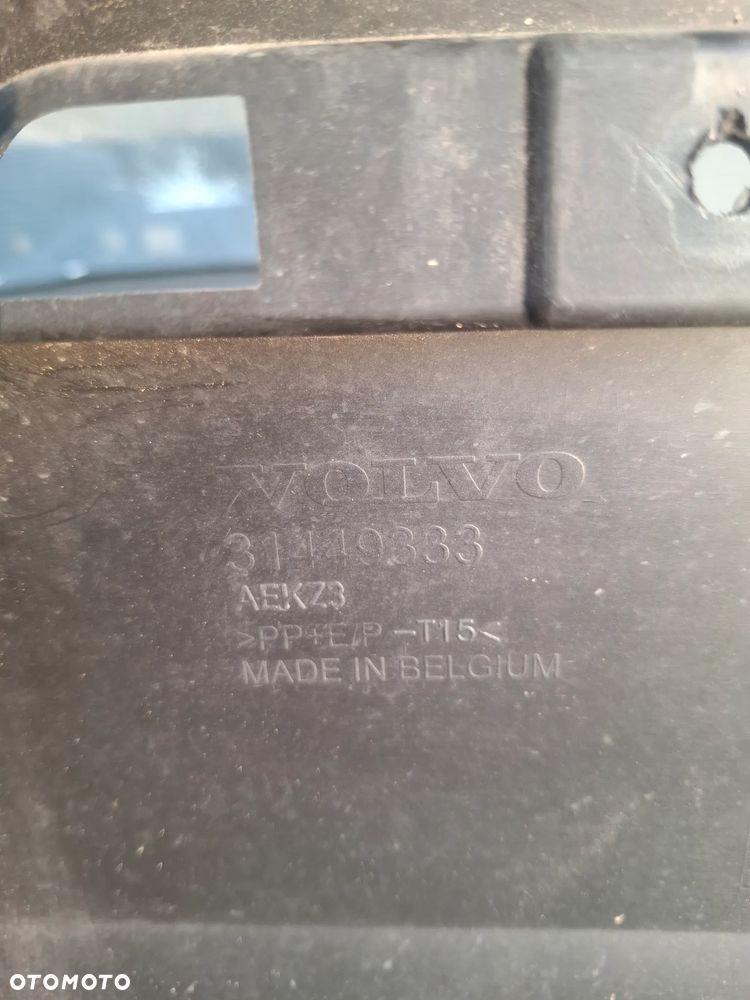 VOLVO
31449333
AEKZ3
>PP+E/P -T15<
MADE IN BELGIUM
OTOMOTO